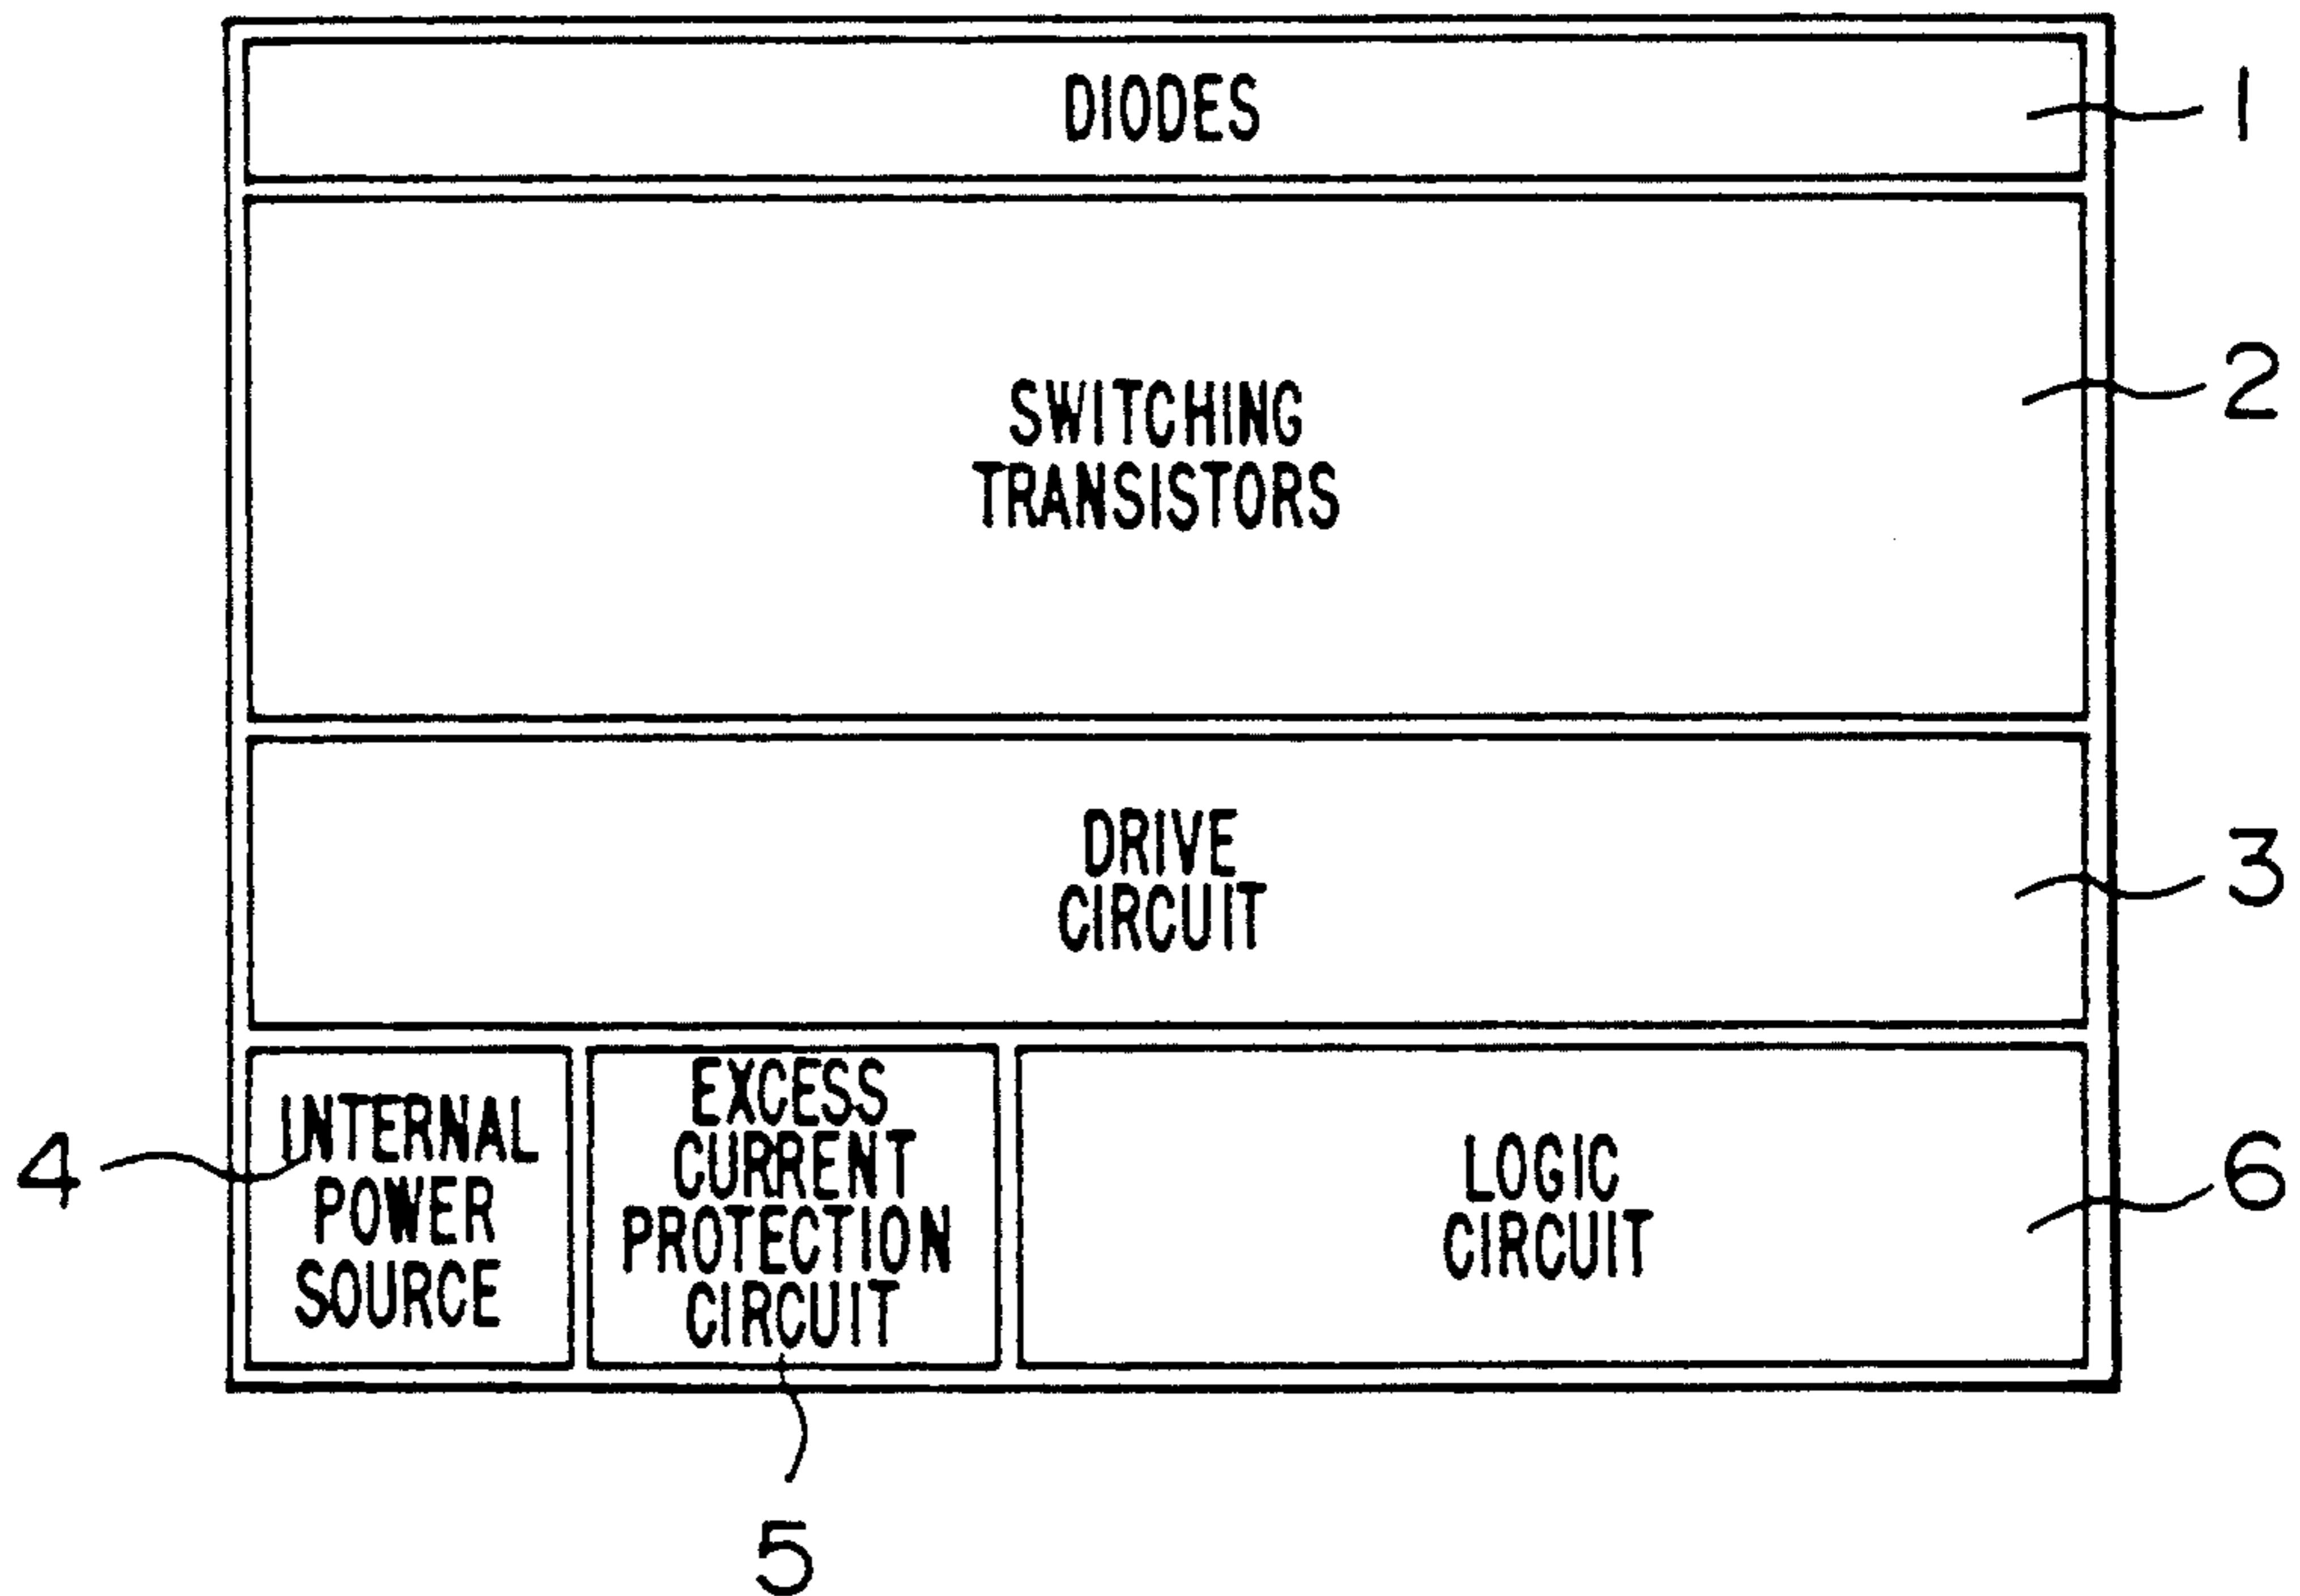 DIODES
1
SWITCHING
TRANSISTORS
2
DRIVE
CIRCUIT
3
4
INTERNAL
POWER
SOURCE
EXCESS
CURRENT
PROTECTION
CIRCUIT
5
LOGIC
CIRCUIT
6